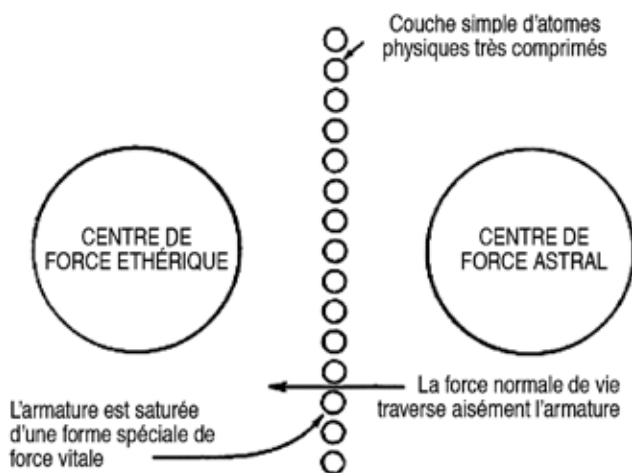 Couche simple d'atomes
physiques très comprimés
CENTRE DE
FORCE ETHÉRIQUE
CENTRE DE
FORCE ASTRAL
La force normale de vie
traverse aisément l'armature
L'armature est saturée
d'une forme spéciale de
force vitale